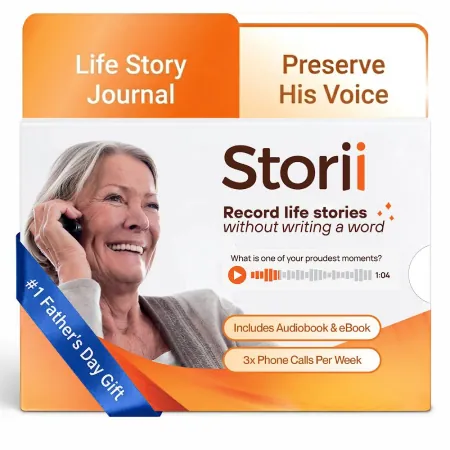 Life Story
Journal
Preserve
His Voice
Storii
Record life stories
without writing a word
What is one of your proudest moments?
1:04
Includes Audiobook & eBook
3x Phone Calls Per Week
#1 Father's Day Gift